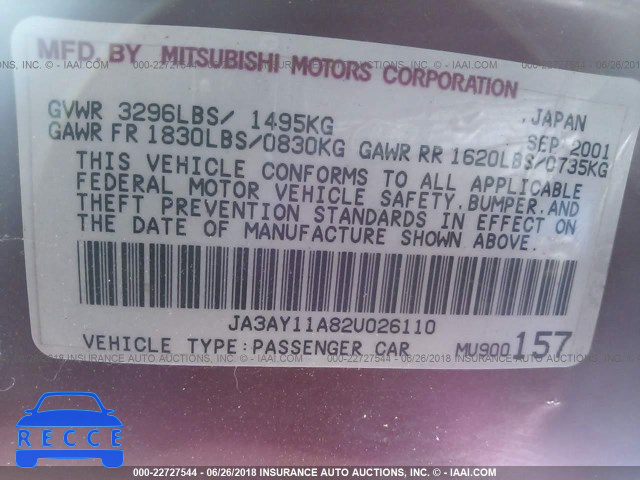 MFD. BY MITSUBISHI MOTORS CORPORATION
GVWR 3296LBS/ 1495KG JAPAN
GAWR FR 1830LBS/0830KG SEP 2001
GAWR RR 1620LBS/0735KG
THIS VEHICLE CONFORMS TO ALL APPLICABLE
FEDERAL MOTOR VEHICLE SAFETY,BUMPER,AND
THEFT PREVENTION STANDARDS IN EFFECT ON
THE DATE OF MANUFACTURE SHOWN ABOVE.
JA3AY11A82U026110
VEHICLE TYPE:PASSENGER CAR MU900157
RECCE
000-22727544 | 06/26/2018 INSURANCE AUTO AUCTIONS, INC. - © - IAAI.COM